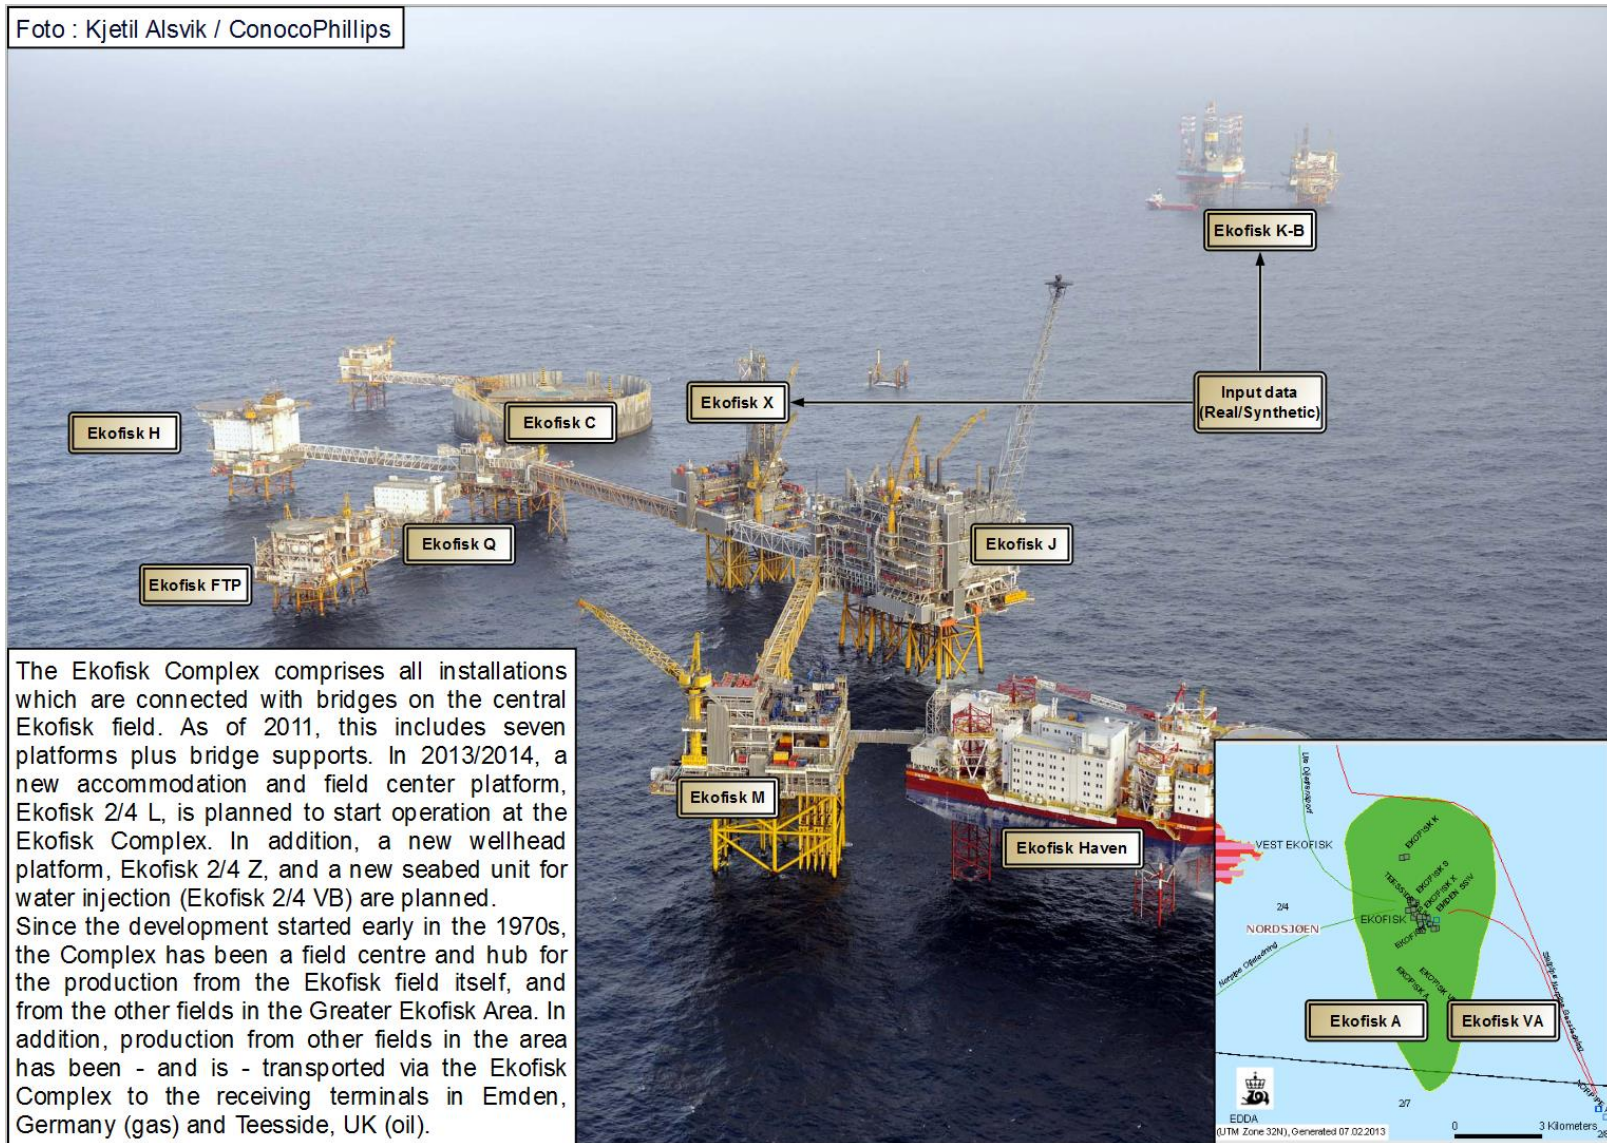 Foto : Kjetil Alsvik / ConocoPhillips
Ekofisk K-B
Input data
(Real/Synthetic)
Ekofisk X
Ekofisk C
Ekofisk H
Ekofisk Q
Ekofisk J
Ekofisk FTP
The Ekofisk Complex comprises all installations
which are connected with bridges on the central
Ekofisk field. As of 2011, this includes seven
platforms plus bridge supports. In 2013/2014, a
new accommodation and field center platform,
Ekofisk 2/4 L, is planned to start operation at the
Ekofisk Complex. In addition, a new wellhead
platform, Ekofisk 2/4 Z, and a new seabed unit for
water injection (Ekofisk 2/4 VB) are planned.
Since the development started early in the 1970s,
the Complex has been a field centre and hub for
the production from the Ekofisk field itself, and
from the other fields in the Greater Ekofisk Area. In
addition, production from other fields in the area
has been - and is - transported via the Ekofisk
Complex to the receiving terminals in Emden,
Germany (gas) and Teesside, UK (oil).
Ekofisk M
Ekofisk Haven
VEST EKOFISK
EKOFISK K
EKOFISK S
EKOFISK X
EMDEN SSIV
2/4
EKOFISK
NORDSJØEN
Norpipe Oljeledning
EKOFISK A
Ekofisk A
Ekofisk VA
EDDA
2/7
0
3 Kilometers
(UTM Zone 32N), Generated 07.02.2013